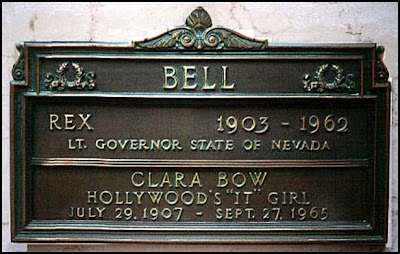 BELL
REX 1903 - 1962
LT. GOVERNOR STATE OF NEVADA
CLARA BOW
HOLLYWOOD'S "IT" GIRL
JULY 29, 1907 - SEPT. 27, 1965